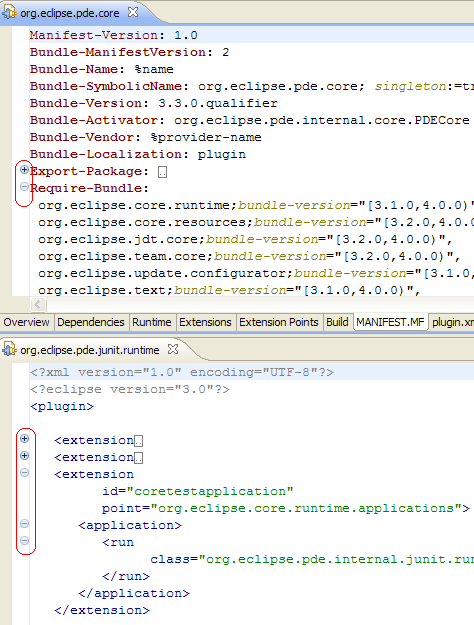 org.eclipse.pde.core
Manifest-Version: 1.0
Bundle-ManifestVersion: 2
Bundle-Name: %name
Bundle-SymbolicName: org.eclipse.pde.core; singleton:=tr
Bundle-Version: 3.3.0.qualifier
Bundle-Activator: org.eclipse.pde.internal.core.PDECore
Bundle-Vendor: %provider-name
Bundle-Localization: plugin
Export-Package:
Require-Bundle:
org.eclipse.core.runtime;bundle-version="[3.1.0,4.0.0)"
org.eclipse.core.resources;bundle-version="[3.2.0,4.0.
org.eclipse.jdt.core;bundle-version="[3.2.0,4.0.0)",
org.eclipse.team.core;bundle-version="[3.2.0,4.0.0)",
org.eclipse.update.configurator;bundle-version="[3.1.0
org.eclipse.text;bundle-version="[3.1.0,4.0.0)",
Overview Dependencies Runtime Extensions Extension Points Build MANIFEST.MF plugin.xm
org.eclipse.pde.junit.runtime
<?xml version="1.0" encoding="UTF-8"?>
<?eclipse version="3.0"?>
<plugin>
<extension
<extension
<extension
id="coretestapplication"
point="org.eclipse.core.runtime.applications">
<application>
<run
class="org.eclipse.pde.internal.junit.run
</run>
</application>
</extension>